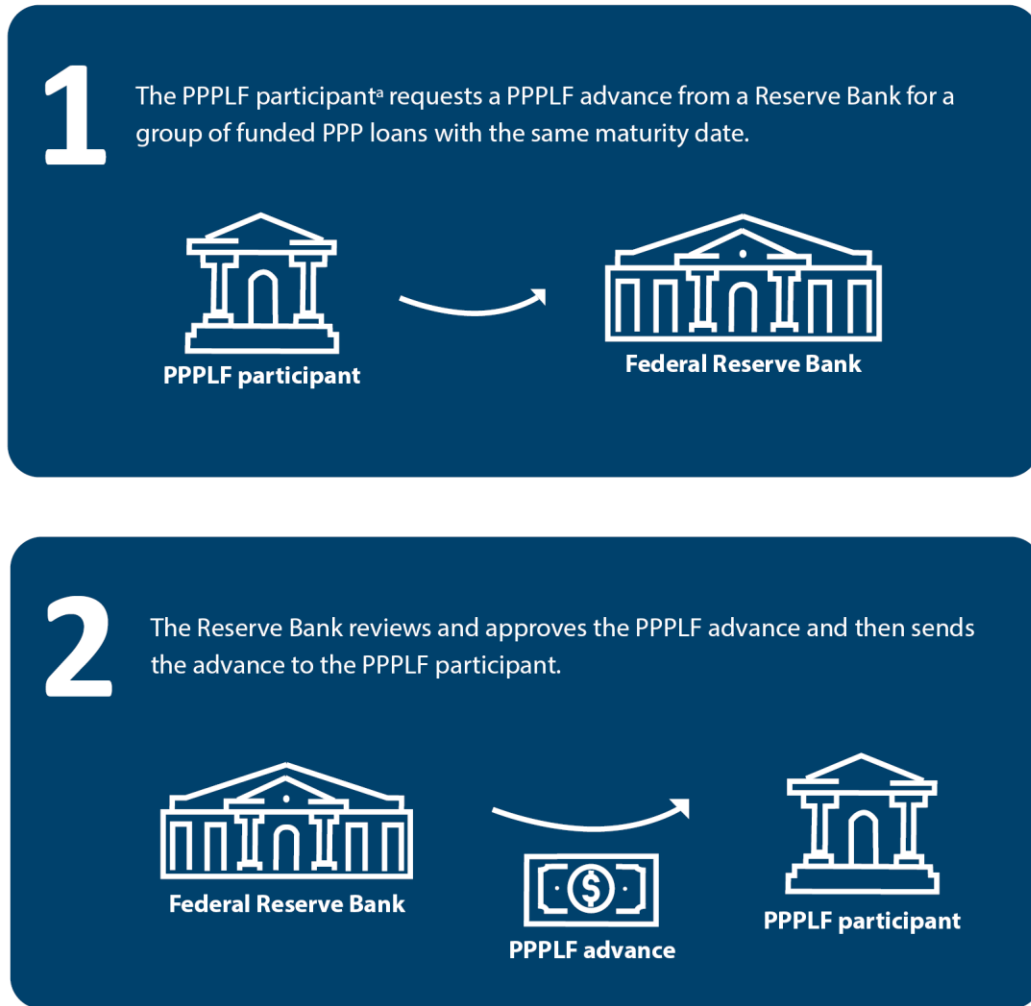 1
The PPPLF participantᵃ requests a PPPLF advance from a Reserve Bank for a
group of funded PPP loans with the same maturity date.
PPPLF participant
Federal Reserve Bank
2
The Reserve Bank reviews and approves the PPPLF advance and then sends
the advance to the PPPLF participant.
Federal Reserve Bank
$
PPPLF advance
PPPLF participant